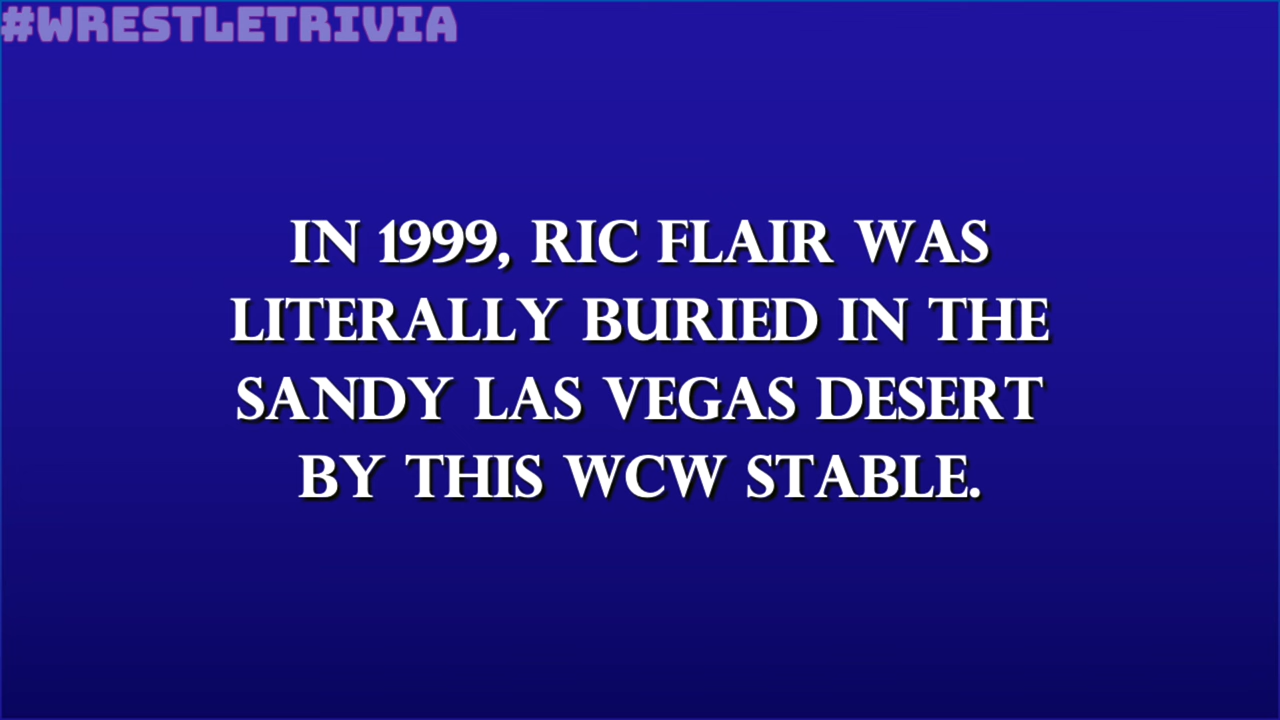 #WRESTLETRIVIA
IN 1999, RIC FLAIR WAS
LITERALLY BURIED IN THE
SANDY LAS VEGAS DESERT
BY THIS WCW STABLE.